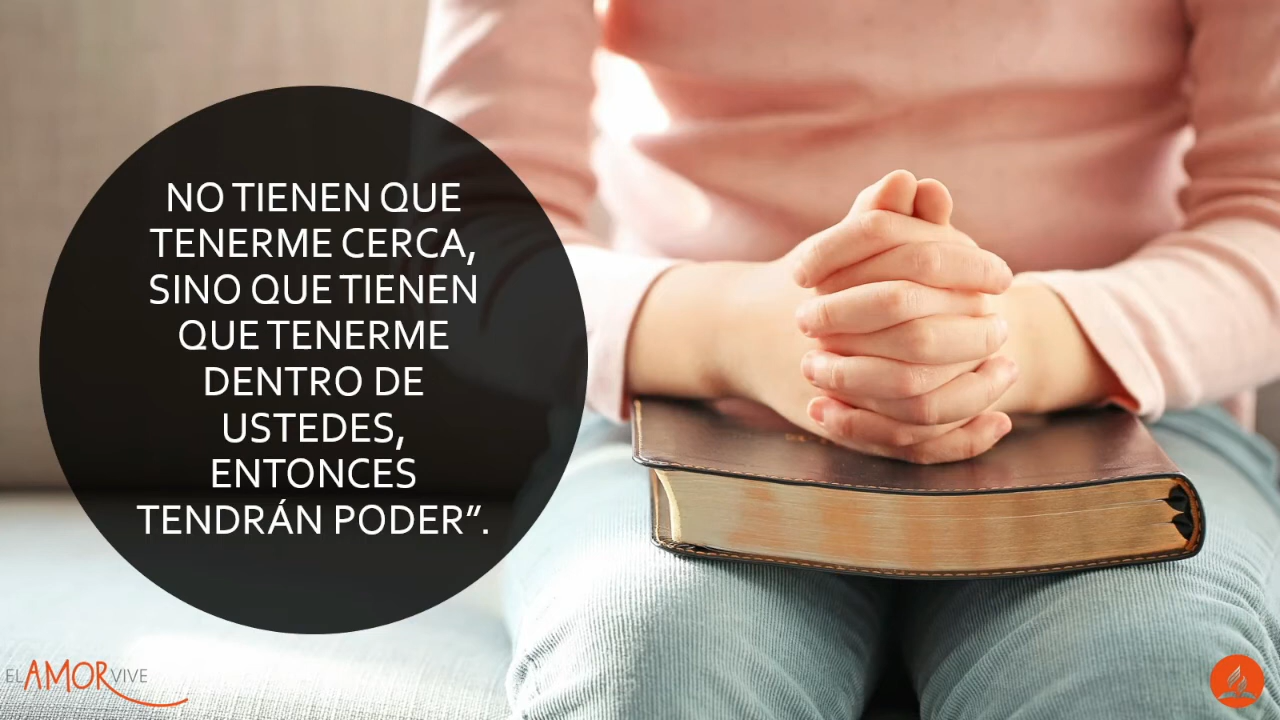 NO TIENEN QUE
TENERME CERCA,
SINO QUE TIENEN
QUE TENERME
DENTRO DE
USTEDES,
ENTONCES
TENDRÁN PODER”.
EL AMOR VIVE